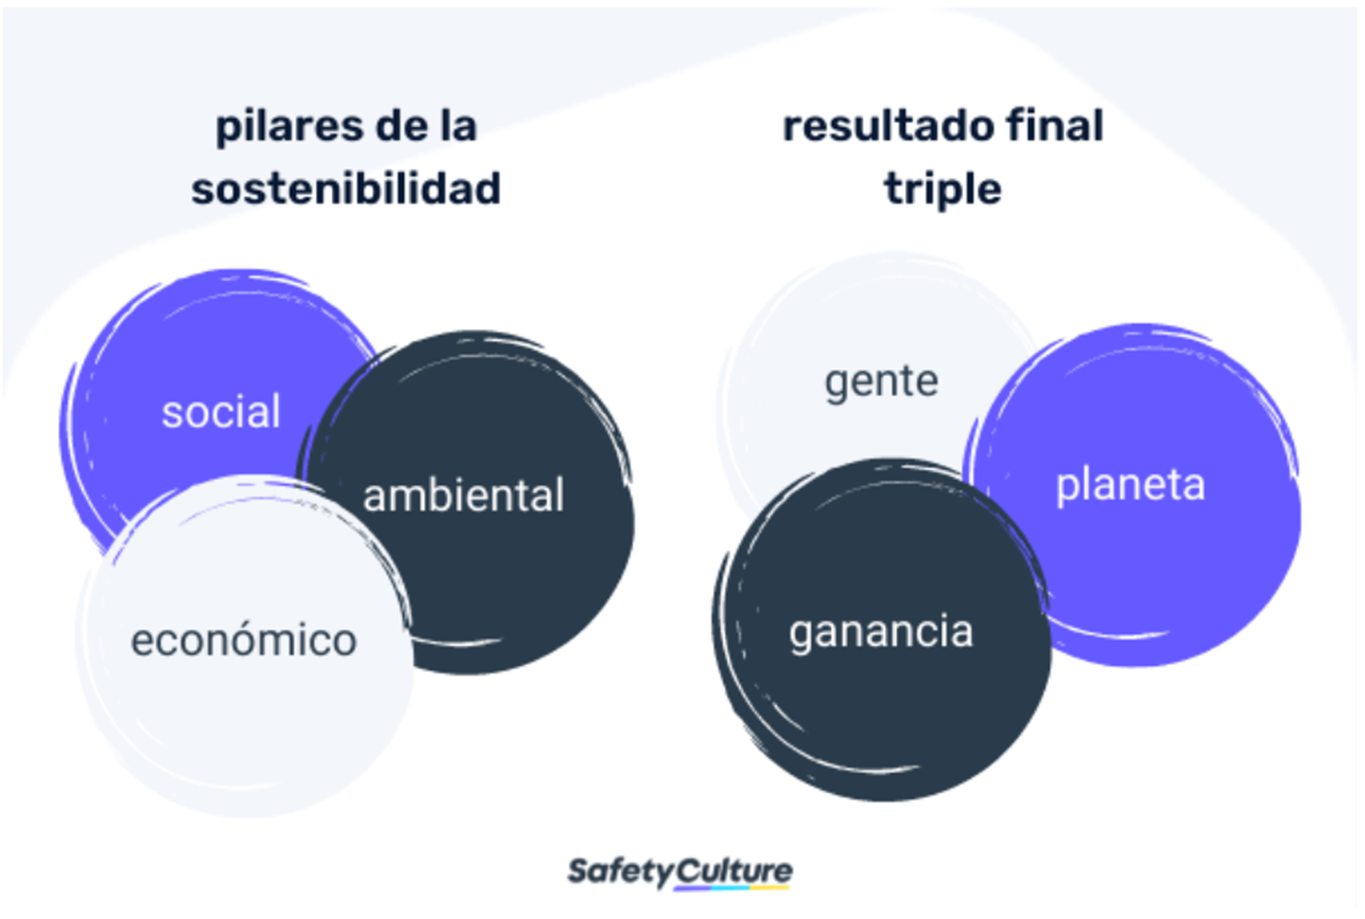 pilares de la
sostenibilidad
social
ambiental
económico
resultado final
triple
gente
planeta
ganancia
SafetyCulture